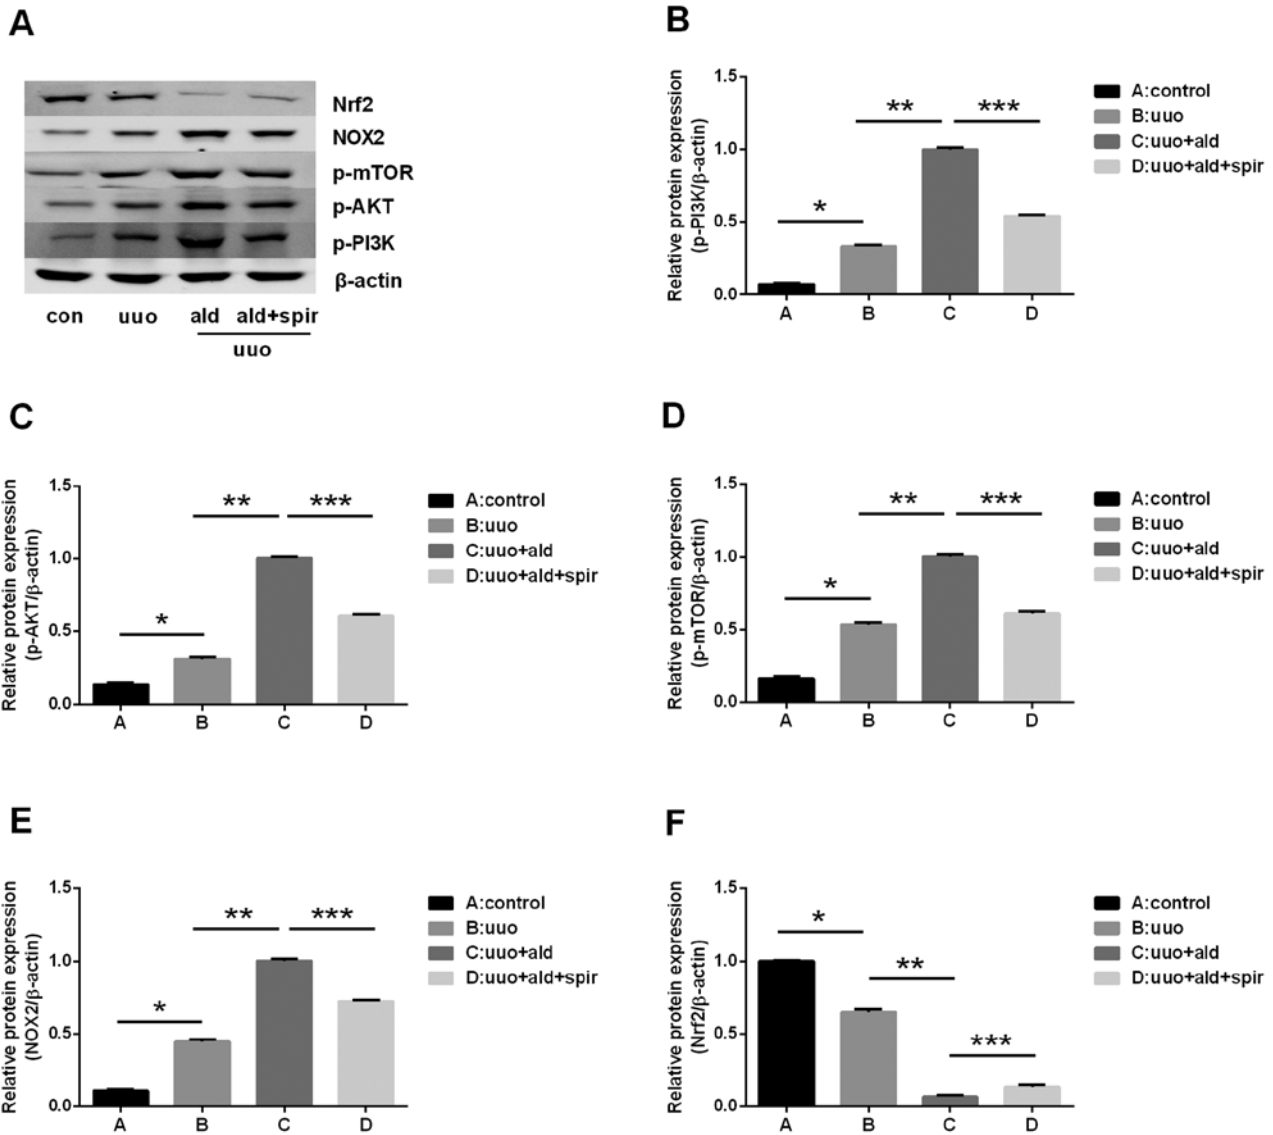 A
Nrf2
NOX2
p-mTOR
p-AKT
p-PI3K
β-actin
con uuo ald ald+spir
uuo
B
Relative protein expression
(p-PI3K/β-actin)
1.5
1.0
0.5
0.0
* ** ***
A B C D
A:control
B:uuo
C:uuo+ald
D:uuo+ald+spir
C
Relative protein expression
(p-AKT/β-actin)
1.5
1.0
0.5
0.0
* ** ***
A B C D
A:control
B:uuo
C:uuo+ald
D:uuo+ald+spir
D
Relative protein expression
(p-mTOR/β-actin)
1.5
1.0
0.5
0.0
* ** ***
A B C D
A:control
B:uuo
C:uuo+ald
D:uuo+ald+spir
E
Relative protein expression
(NOX2/β-actin)
1.5
1.0
0.5
0.0
* ** ***
A B C D
A:control
B:uuo
C:uuo+ald
D:uuo+ald+spir
F
Relative protein expression
(Nrf2/β-actin)
1.5
1.0
0.5
0.0
* ** ***
A B C D
A:control
B:uuo
C:uuo+ald
D:uuo+ald+spir